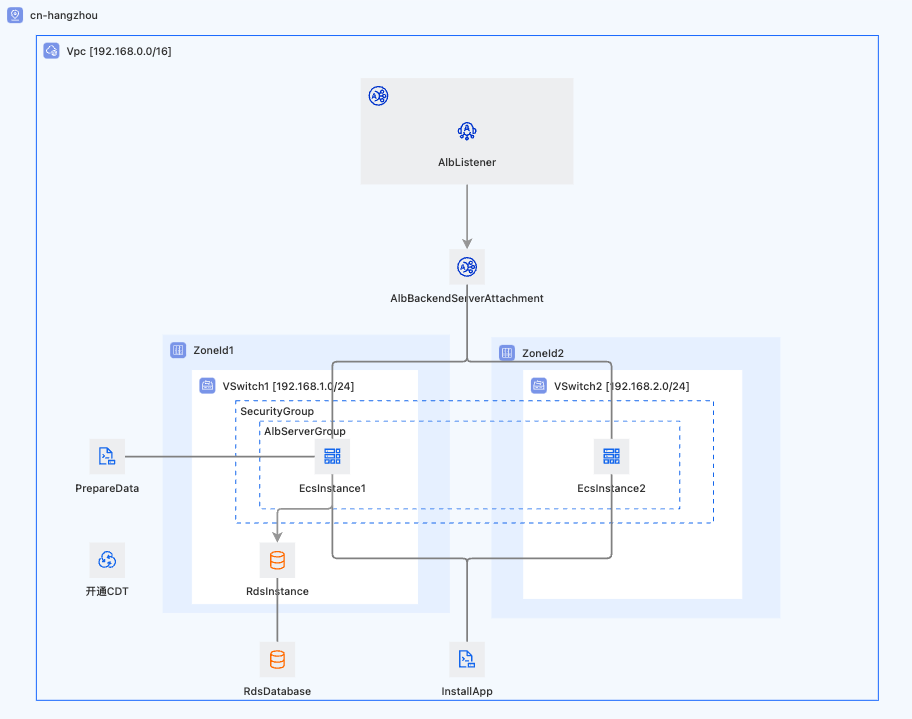 cn-hangzhou
Vpc [192.168.0.0/16]
AlbListener
AlbBackendServerAttachment
ZoneId1
ZoneId2
VSwitch1 [192.168.1.0/24]
VSwitch2 [192.168.2.0/24]
SecurityGroup
AlbServerGroup
PrepareData
EcsInstance1
EcsInstance2
开通CDT
RdsInstance
RdsDatabase
InstallApp